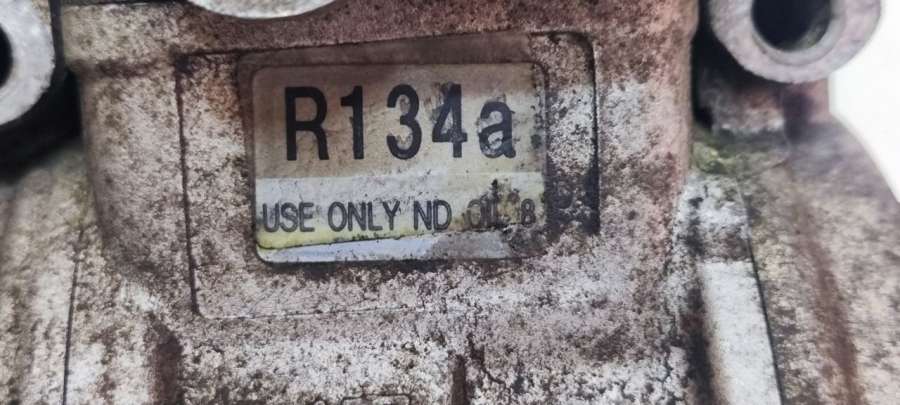 R134a
USE ONLY ND OIL 8